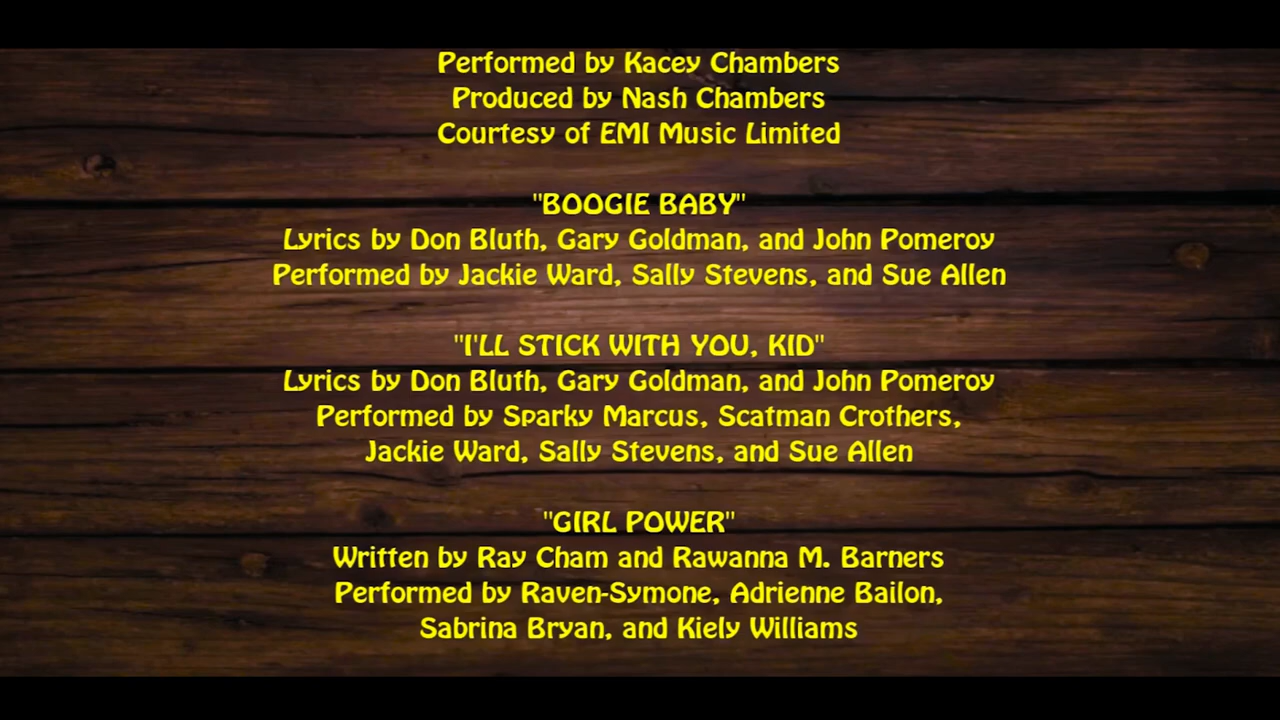 Performed by Kacey Chambers
Produced by Nash Chambers
Courtesy of EMI Music Limited
"BOOGIE BABY"
Lyrics by Don Bluth, Gary Goldman, and John Pomeroy
Performed by Jackie Ward, Sally Stevens, and Sue Allen
"I'LL STICK WITH YOU, KID"
Lyrics by Don Bluth, Gary Goldman, and John Pomeroy
Performed by Sparky Marcus, Scatman Crothers,
Jackie Ward, Sally Stevens, and Sue Allen
"GIRL POWER"
Written by Ray Cham and Rawanna M. Barners
Performed by Raven-Symone, Adrienne Bailon,
Sabrina Bryan, and Kiely Williams